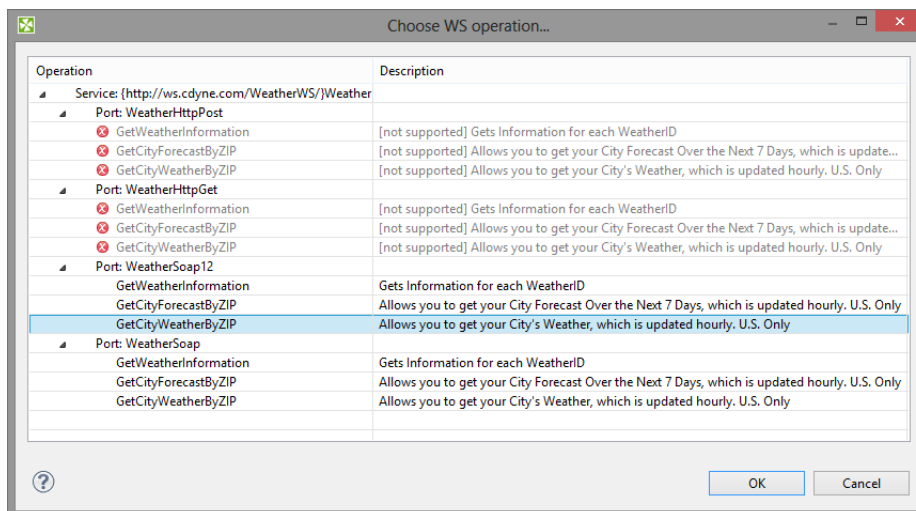 Choose WS operation...
Operation Description
Service: {http://ws.cdyne.com/WeatherWS/}Weather
Port: WeatherHttpPost
GetWeatherInformation [not supported] Gets Information for each WeatherID
GetCityForecastByZIP [not supported] Allows you to get your City Forecast Over the Next 7 Days, which is update...
GetCityWeatherByZIP [not supported] Allows you to get your City's Weather, which is updated hourly. U.S. Only
Port: WeatherHttpGet
GetWeatherInformation [not supported] Gets Information for each WeatherID
GetCityForecastByZIP [not supported] Allows you to get your City Forecast Over the Next 7 Days, which is update...
GetCityWeatherByZIP [not supported] Allows you to get your City's Weather, which is updated hourly. U.S. Only
Port: WeatherSoap12
GetWeatherInformation Gets Information for each WeatherID
GetCityForecastByZIP Allows you to get your City Forecast Over the Next 7 Days, which is updated hourly. U.S. Only
GetCityWeatherByZIP Allows you to get your City's Weather, which is updated hourly. U.S. Only
Port: WeatherSoap
GetWeatherInformation Gets Information for each WeatherID
GetCityForecastByZIP Allows you to get your City Forecast Over the Next 7 Days, which is updated hourly. U.S. Only
GetCityWeatherByZIP Allows you to get your City's Weather, which is updated hourly. U.S. Only
? OK Cancel